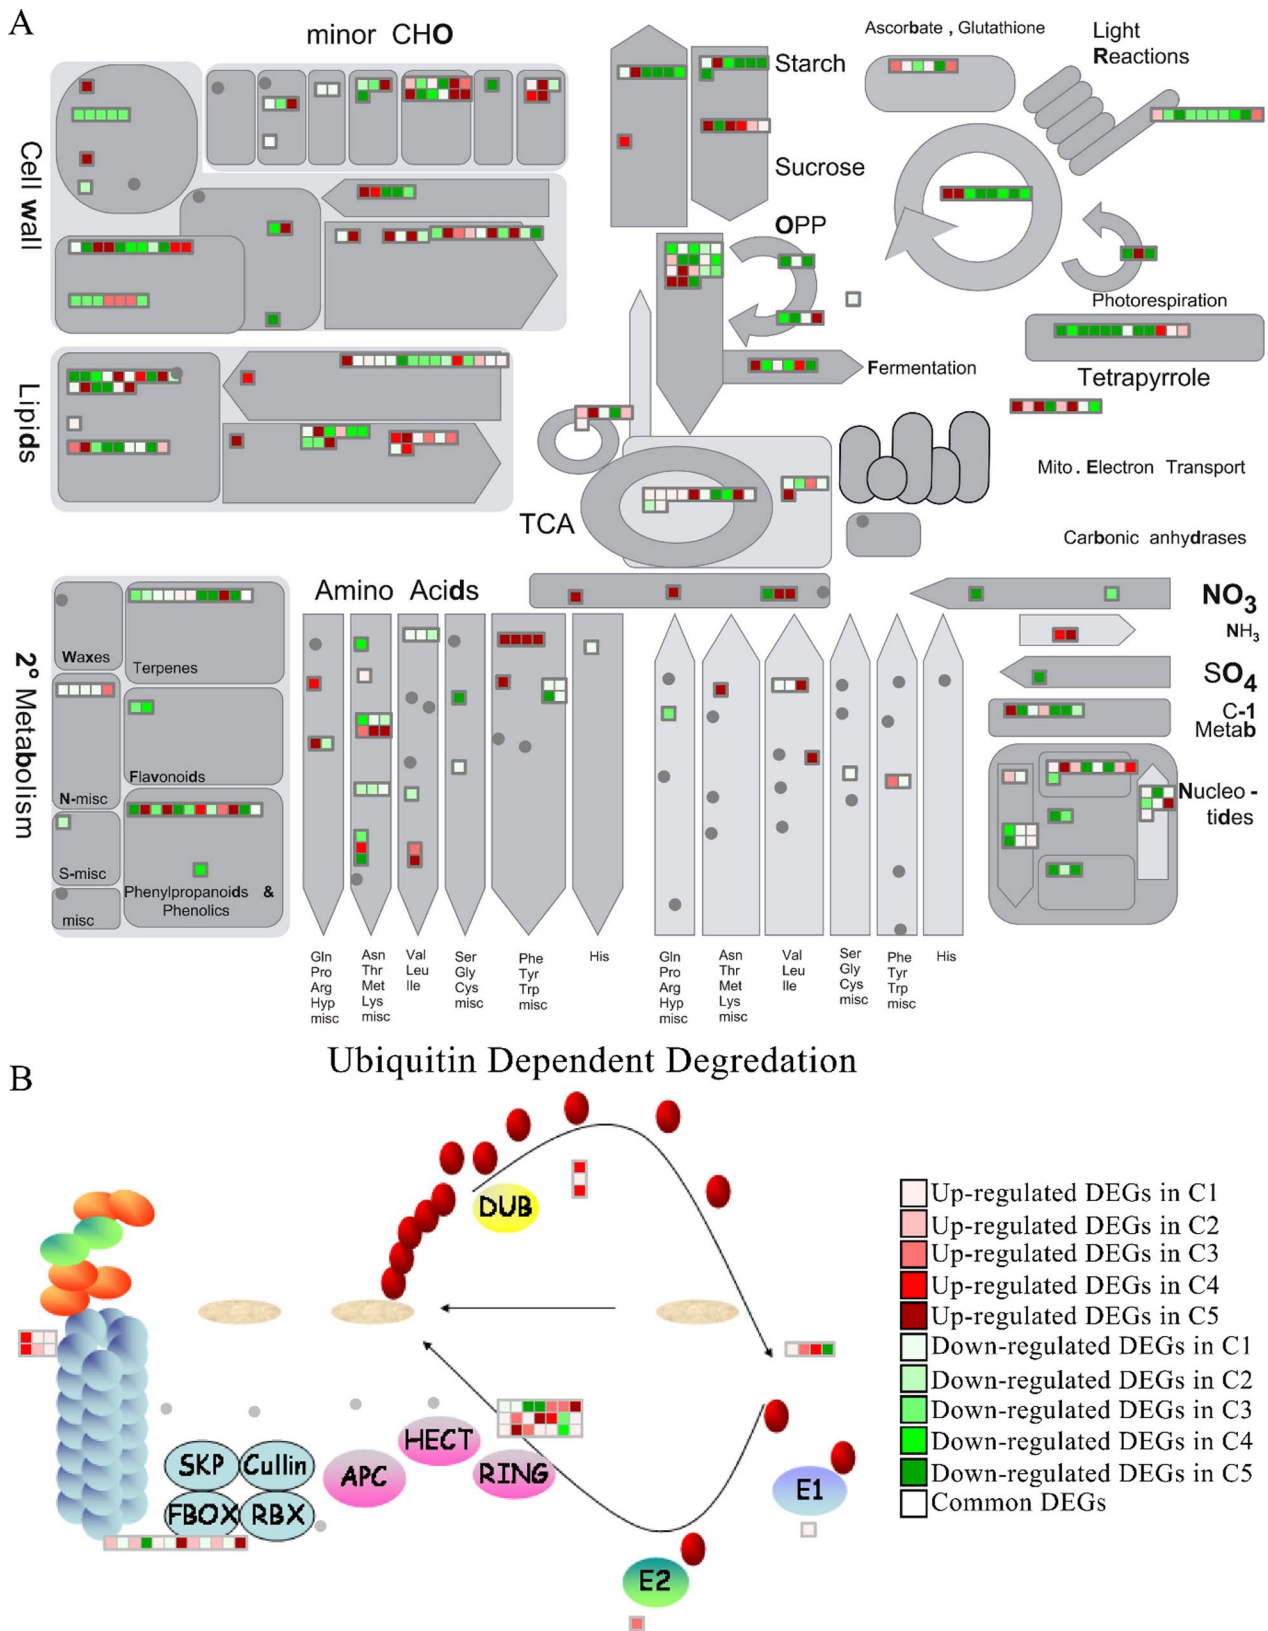 A
minor CHO
Ascorbate , Glutathione
Light
Reactions
Starch
Sucrose
Cell wall
OPP
Photorespiration
Fermentation
Tetrapyrrole
Lipids
Mito . Electron Transport
TCA
Carbonic anhydrases
Amino Acids
NO3
NH3
SO4
C-1
Metab
Nucleo -
tides
2° Metabolism
Waxes
Terpenes
N-misc
Flavonoids
S-misc
misc
Phenylpropanoids &
Phenolics
Gln
Pro
Arg
Hyp
misc
Asn
Thr
Met
Lys
misc
Val
Leu
Ile
Ser
Gly
Cys
misc
Phe
Tyr
Trp
misc
His
Gln
Pro
Arg
Hyp
misc
Asn
Thr
Met
Lys
misc
Val
Leu
Ile
Ser
Gly
Cys
misc
Phe
Tyr
Trp
misc
His
B
Ubiquitin Dependent Degredation
DUB
SKP
Cullin
FBOX
RBX
APC
HECT
RING
E1
E2
Up-regulated DEGs in C1
Up-regulated DEGs in C2
Up-regulated DEGs in C3
Up-regulated DEGs in C4
Up-regulated DEGs in C5
Down-regulated DEGs in C1
Down-regulated DEGs in C2
Down-regulated DEGs in C3
Down-regulated DEGs in C4
Down-regulated DEGs in C5
Common DEGs